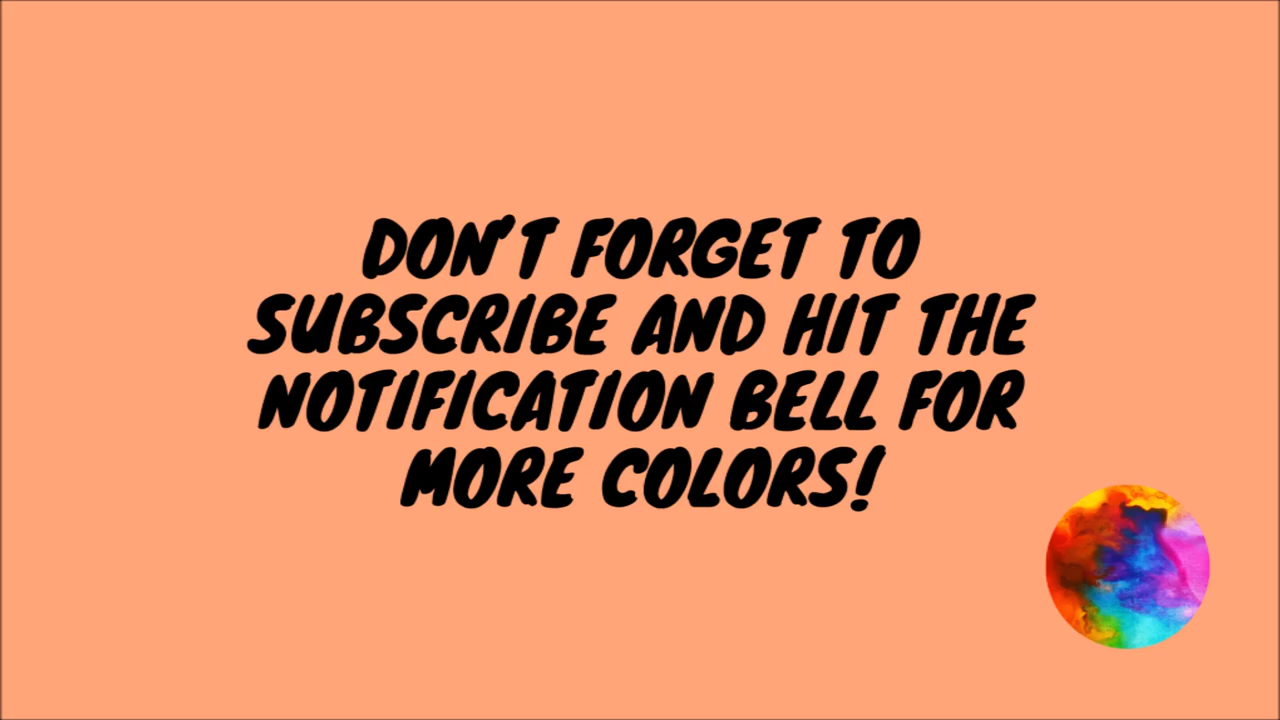 DON'T FORGET TO
SUBSCRIBE AND HIT THE
NOTIFICATION BELL FOR
MORE COLORS!